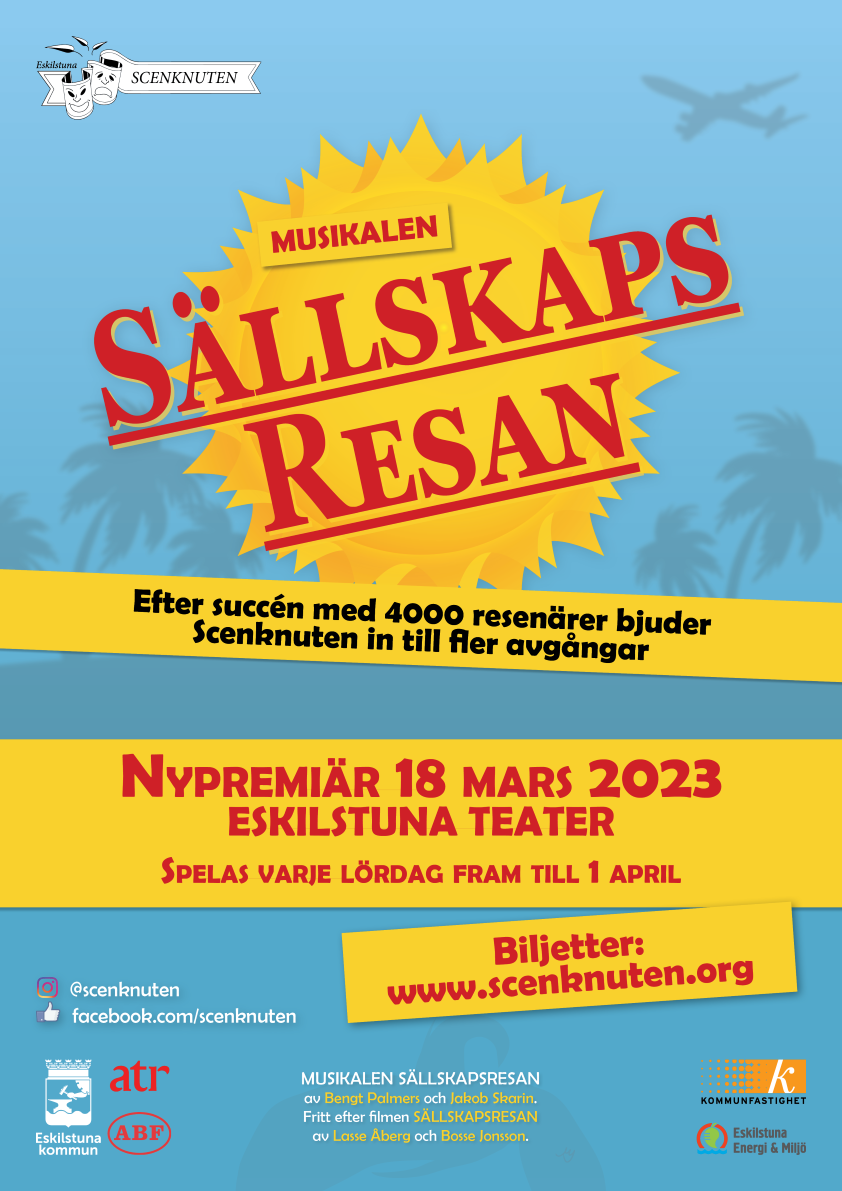 Eskilstuna
SCENKNUTEN
MUSIKALEN
SÄLLSKAPS
RESAN
Efter succén med 4000 resenärer bjuder
Scenknuten in till fler avgångar
NYPREMIÄR 18 MARS 2023
ESKILSTUNA TEATER
SPELAS VARJE LÖRDAG FRAM TILL 1 APRIL
Biljetter:
www.scenknuten.org
@scenknuten
facebook.com/scenknuten
Eskilstuna
kommun
atr
ABF
MUSIKALEN SÄLLSKAPSRESAN
av Bengt Palmers och Jakob Skarin.
Fritt efter filmen SÄLLSKAPSRESAN
av Lasse Åberg och Bosse Jonsson.
k
KOMMUNFASTIGHET
Eskilstuna
Energi & Miljö